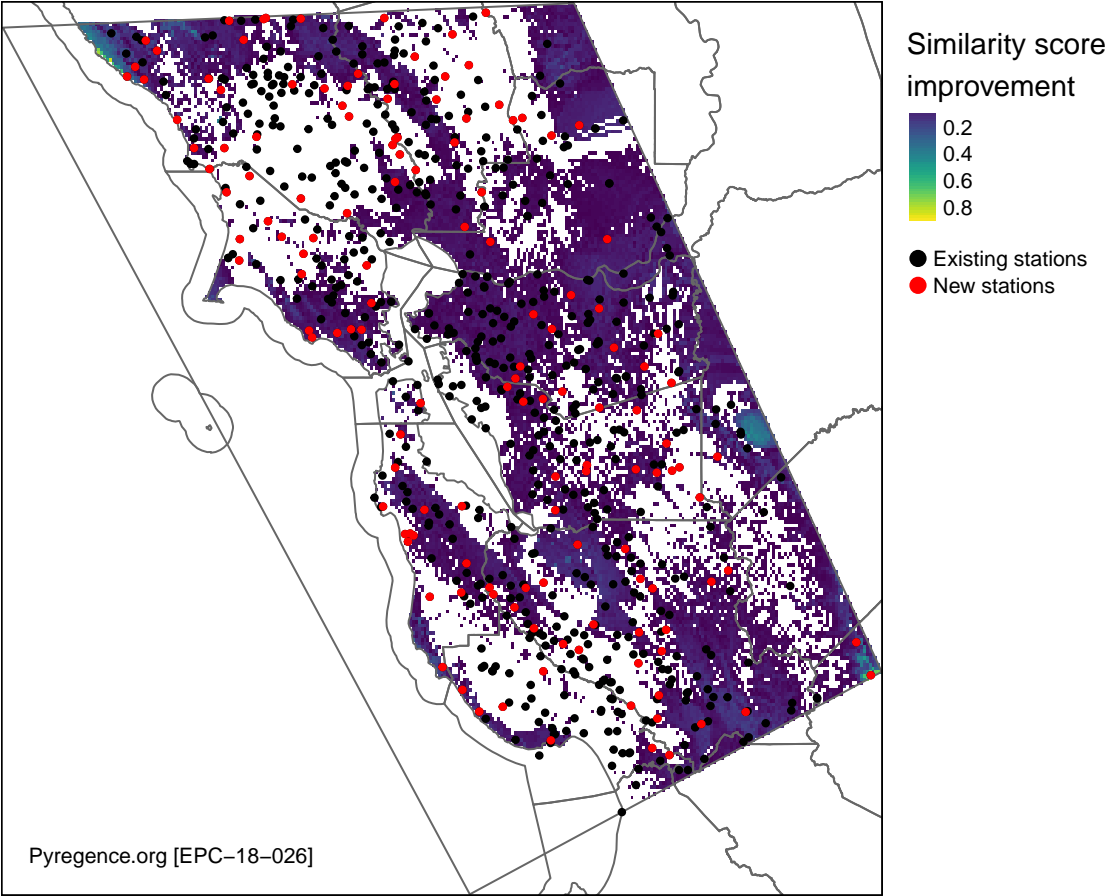 Similarity score
improvement
0.2
0.4
0.6
0.8
Existing stations
New stations
Pyregence.org [EPC−18−026]